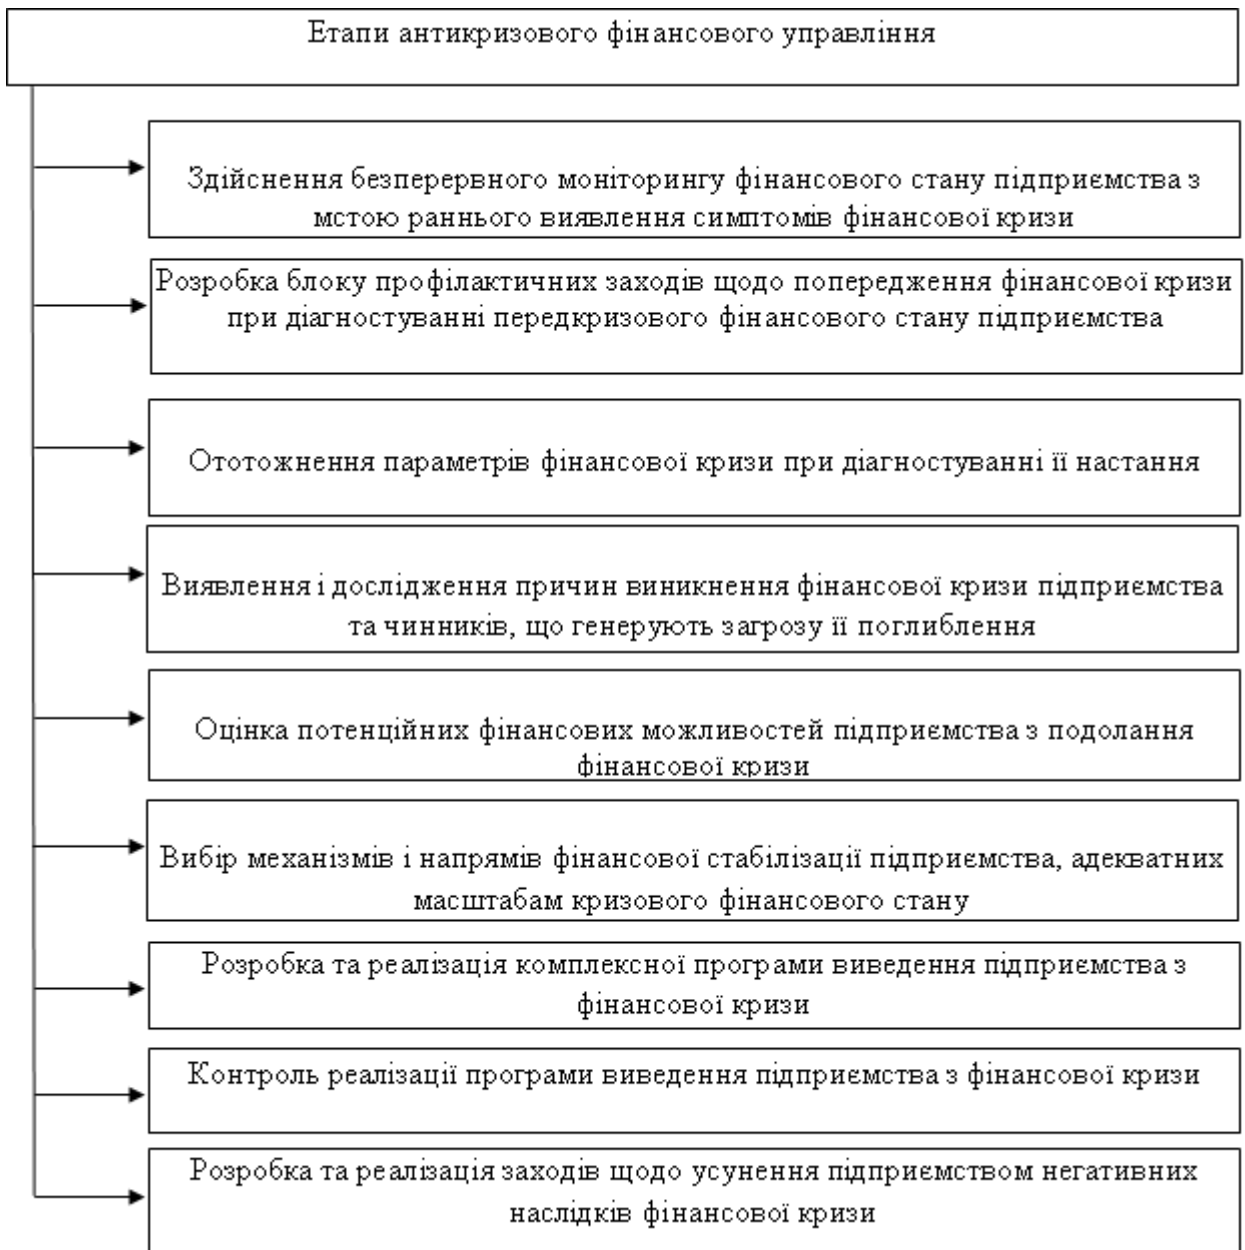 Етапи антикризового фінансового управління
Здійснення безперервного моніторингу фінансового стану підприємства з
мстою раннього виявлення симптомів фінансової кризи
Розробка блоку профілактичних заходів щодо попередження фінансової кризи
при діагностуванні передкризового фінансового стану підприємства
Ототожнення параметрів фінансової кризи при діагностуванні її настання
Виявлення і дослідження причин виникнення фінансової кризи підприємства
та чинників, що генерують загрозу її поглиблення
Оцінка потенційних фінансових можливостей підприємства з подолання
фінансової кризи
Вибір механізмів і напрямів фінансової стабілізації підприємства, адекватних
масштабам кризового фінансового стану
Розробка та реалізація комплексної програми виведення підприємства з
фінансової кризи
Контроль реалізації програми виведення підприємства з фінансової кризи
Розробка та реалізація заходів щодо усунення підприємством негативних
наслідків фінансової кризи